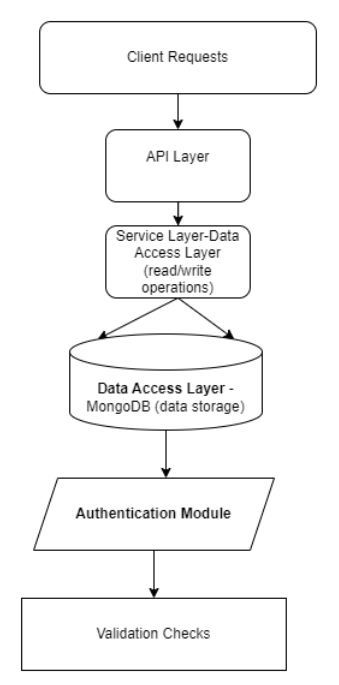 Client Requests
API Layer
Service Layer-Data
Access Layer
(read/write
operations)
Data Access Layer -
MongoDB (data storage)
Authentication Module
Validation Checks